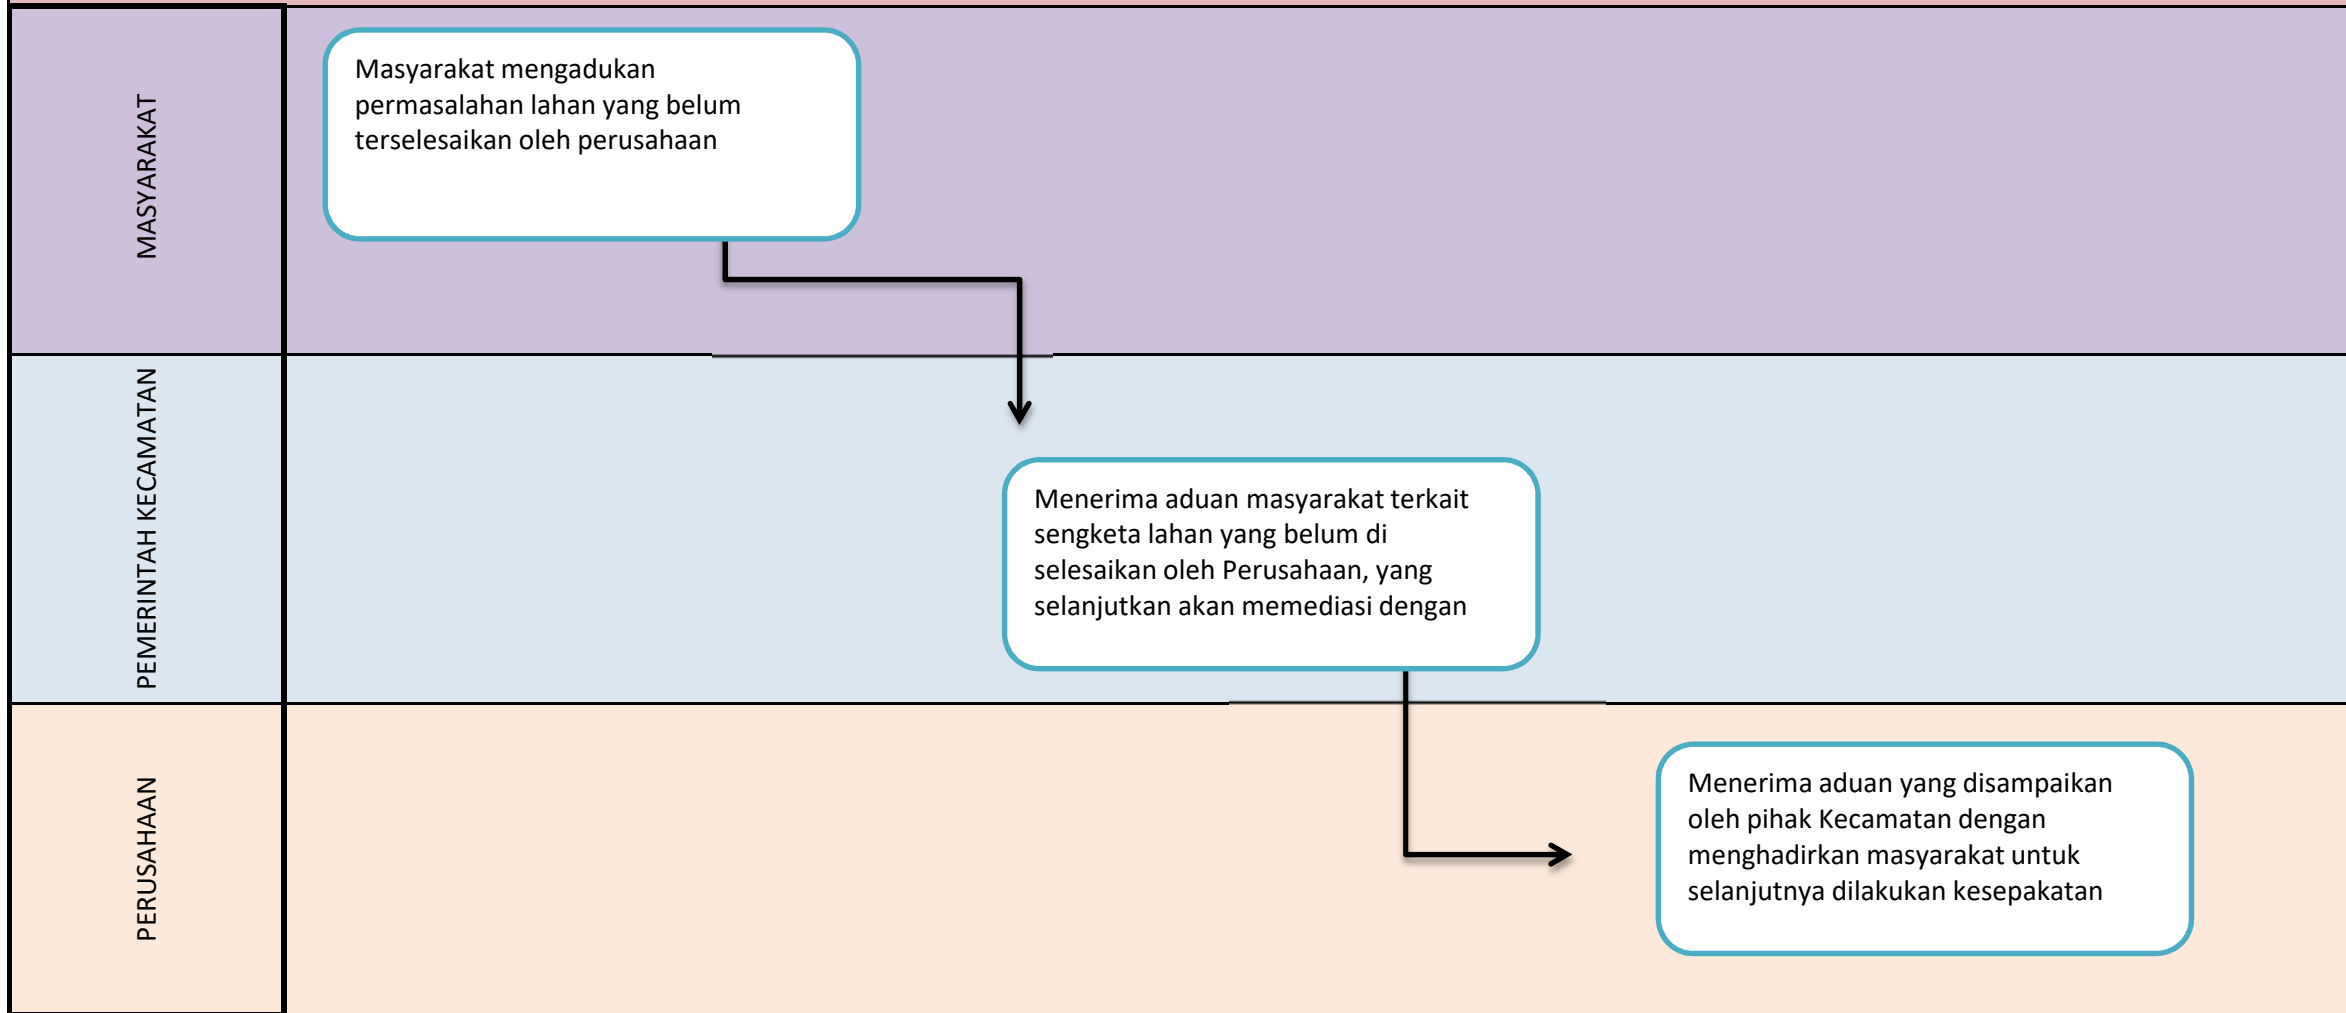 MASYARAKAT
Masyarakat mengadukan
permasalahan lahan yang belum
terselesaikan oleh perusahaan
PEMERINTAH KECAMATAN
Menerima aduan masyarakat terkait
sengketa lahan yang belum di
selesaikan oleh Perusahaan, yang
selanjutkan akan memediasi dengan
PERUSAHAAN
Menerima aduan yang disampaikan
oleh pihak Kecamatan dengan
menghadirkan masyarakat untuk
selanjutnya dilakukan kesepakatan